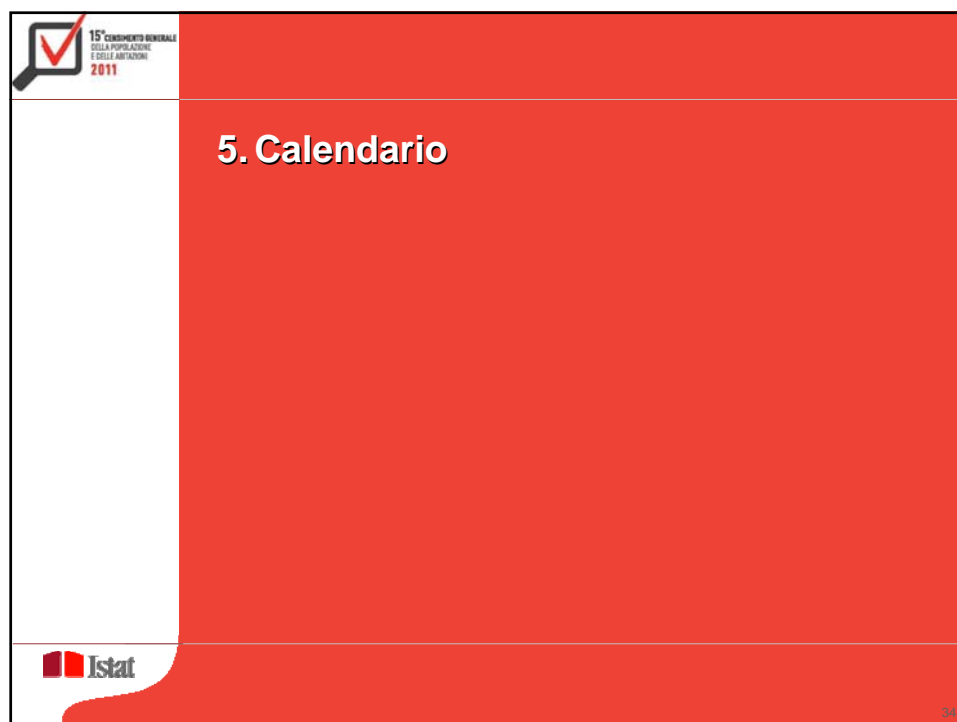 15° CENSIMENTO GENERALE
DELLA POPOLAZIONE
E DELLE ABITAZIONI
2011
5. Calendario
Istat
34